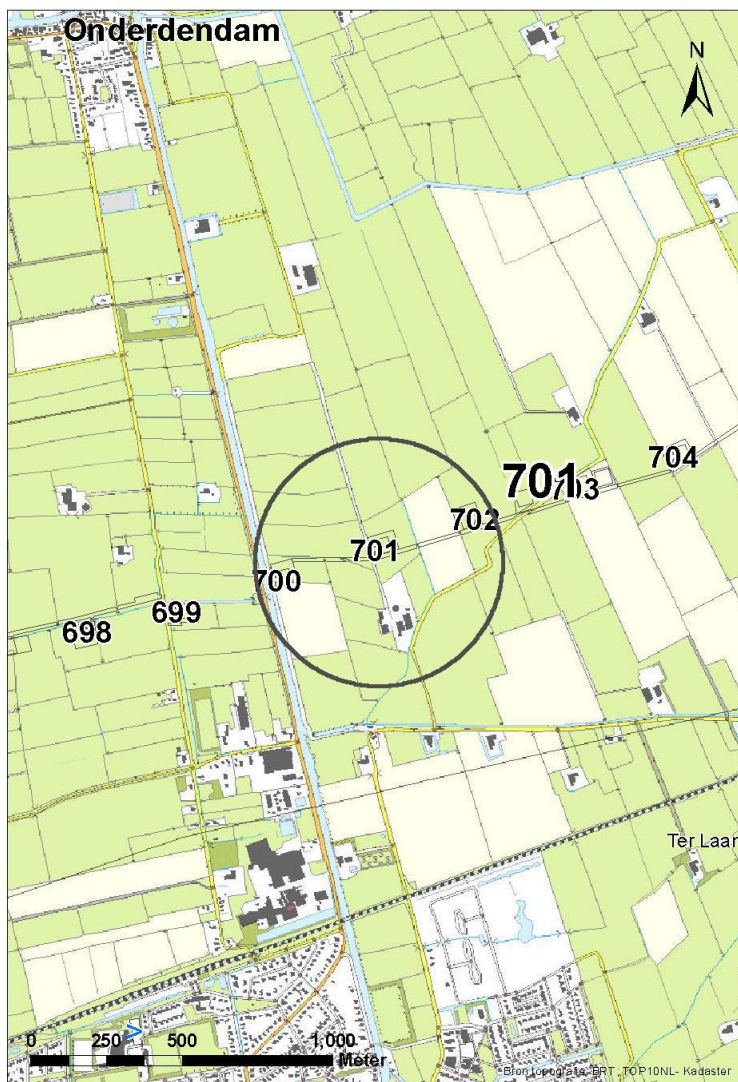 Onderdendam
N
704
701
703
702
701
700
699
698
Ter Laan
0 250 500 1,000
Meter
Bron topografie: BRT, TOP10NL- Kadaster